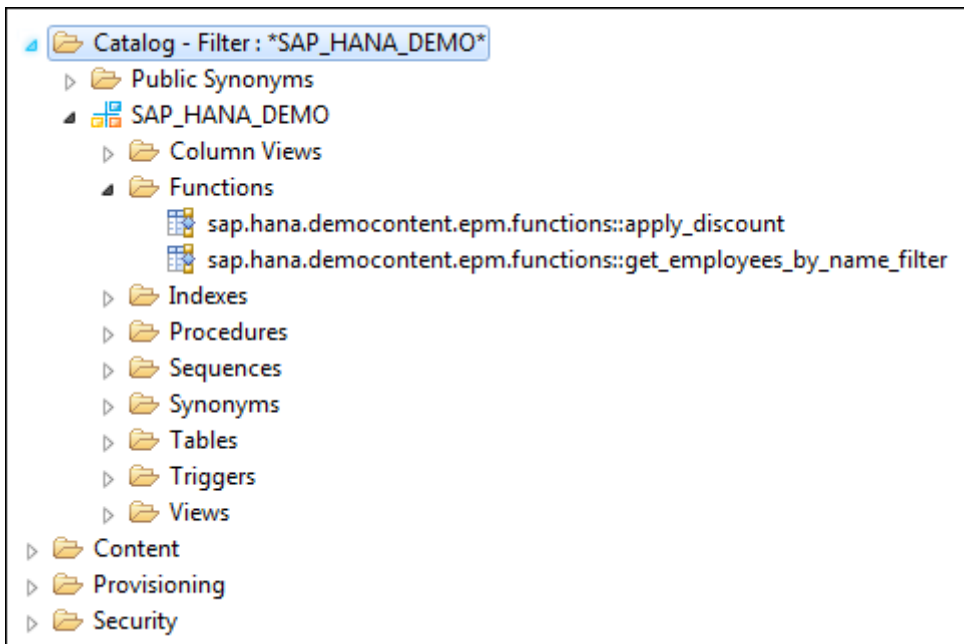 Catalog - Filter : *SAP_HANA_DEMO*
Public Synonyms
SAP_HANA_DEMO
Column Views
Functions
sap.hana.democontent.epm.functions::apply_discount
sap.hana.democontent.epm.functions::get_employees_by_name_filter
Indexes
Procedures
Sequences
Synonyms
Tables
Triggers
Views
Content
Provisioning
Security